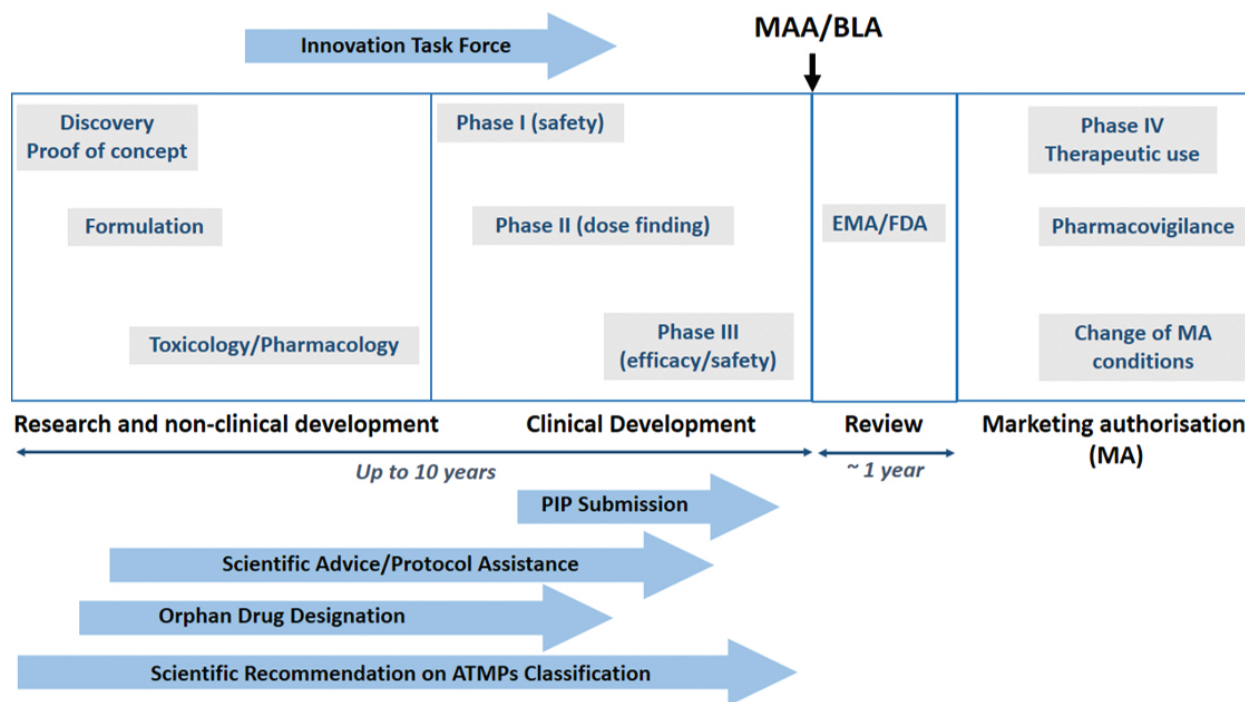 Innovation Task Force
MAA/BLA
Discovery
Proof of concept
Formulation
Toxicology/Pharmacology
Phase I (safety)
Phase II (dose finding)
Phase III
(efficacy/safety)
EMA/FDA
Phase IV
Therapeutic use
Pharmacovigilance
Change of MA
conditions
Research and non-clinical development
Clinical Development
Review
Marketing authorisation
(MA)
Up to 10 years
~ 1 year
PIP Submission
Scientific Advice/Protocol Assistance
Orphan Drug Designation
Scientific Recommendation on ATMPs Classification